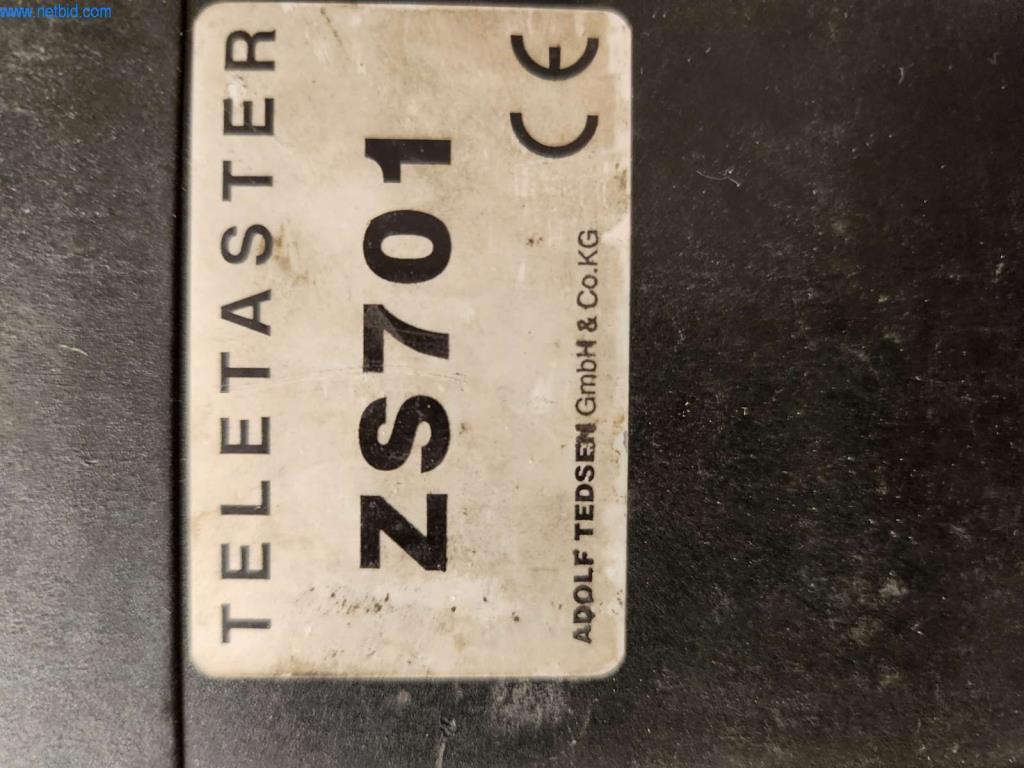 www.netbid.com
TELETASTER
ZS701
ADOLF TEDSEN GmbH & Co.KG
CE